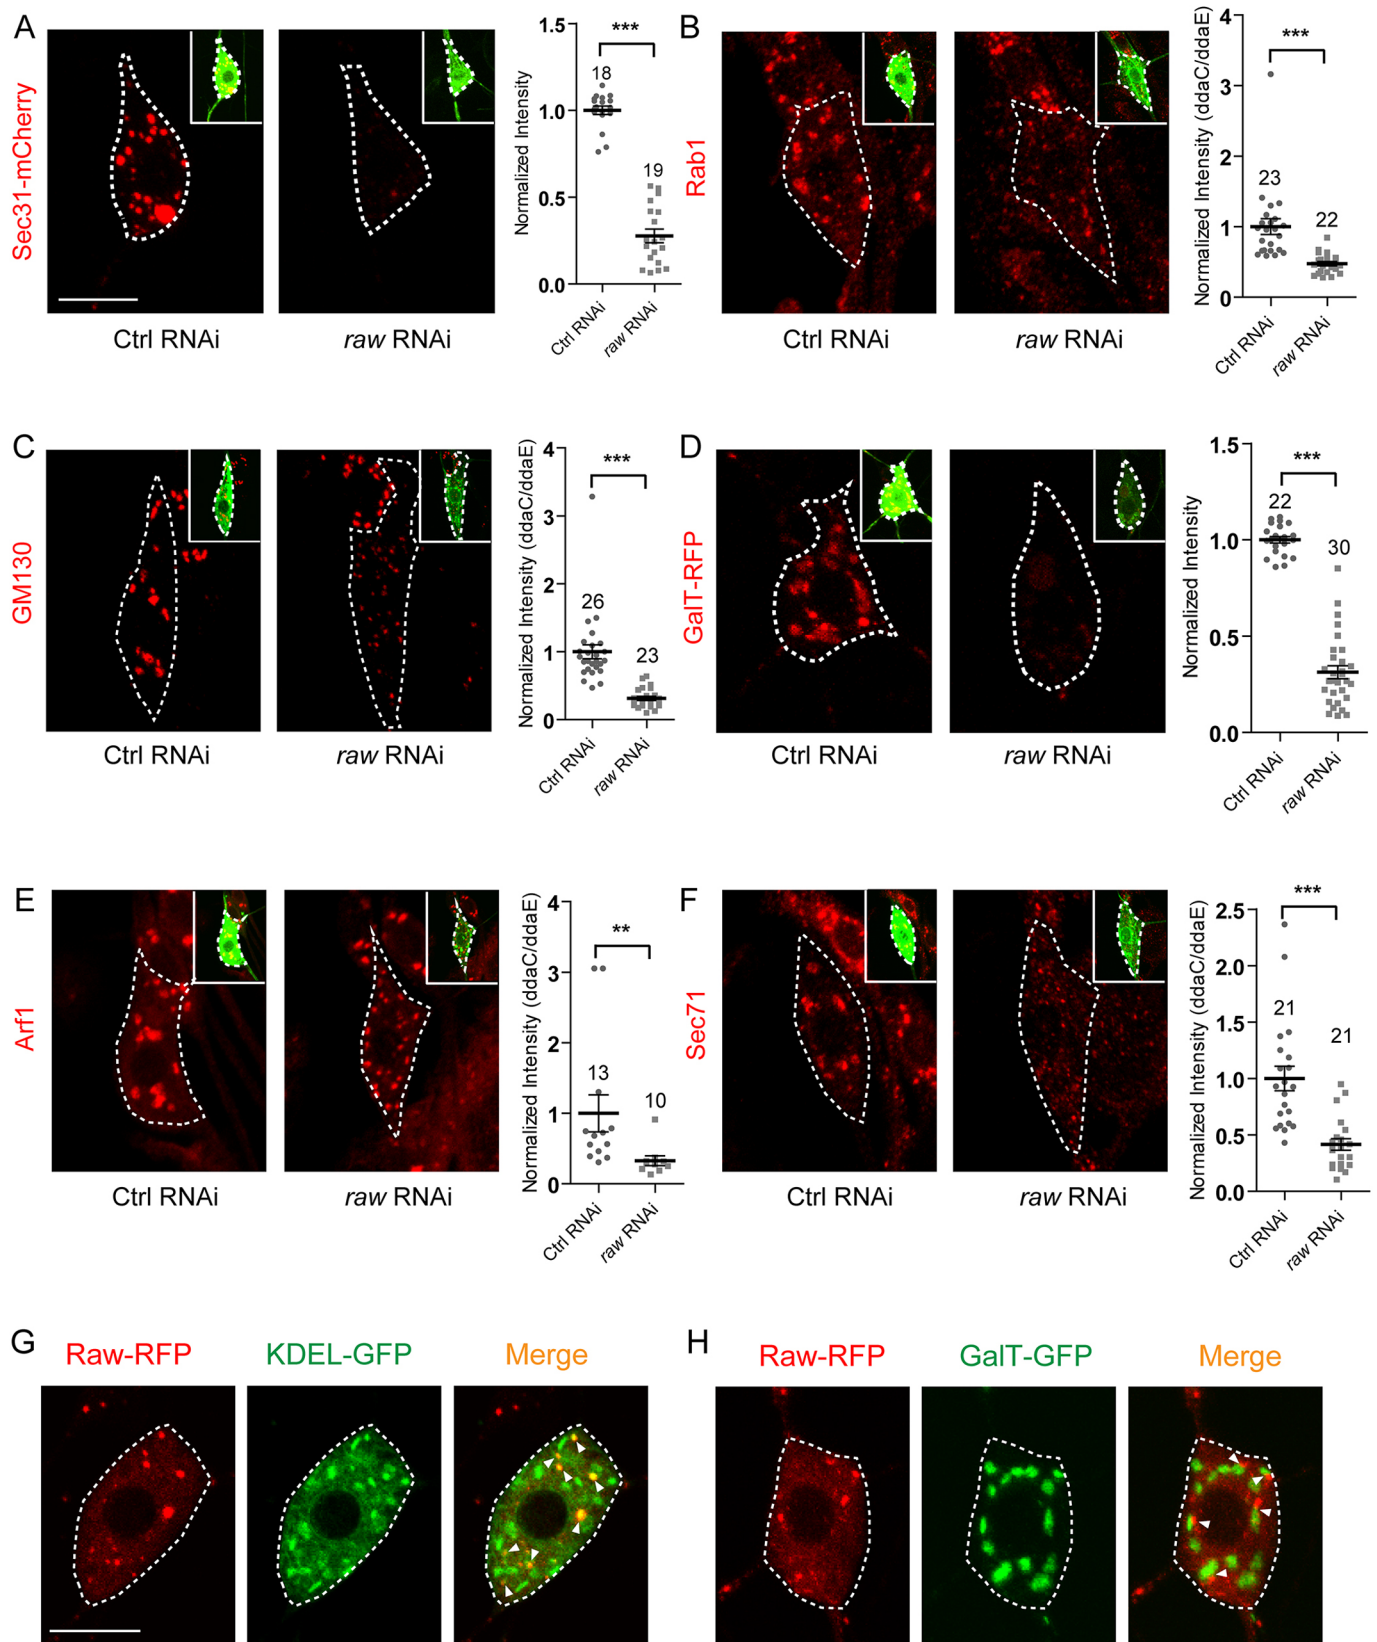 A
Sec31-mCherry
Ctrl RNAi
raw RNAi
Normalized Intensity
1.5
1.0
0.5
0.0
***
18
19
Ctrl RNAi
raw RNAi
B
Rab1
Ctrl RNAi
raw RNAi
Normalized Intensity (ddaC/ddaE)
4
3
2
1
0
***
23
22
Ctrl RNAi
raw RNAi
C
GM130
Ctrl RNAi
raw RNAi
Normalized Intensity (ddaC/ddaE)
4
3
2
1
0
***
26
23
Ctrl RNAi
raw RNAi
D
GalT-RFP
Ctrl RNAi
raw RNAi
Normalized Intensity
1.5
1.0
0.5
0.0
***
22
30
Ctrl RNAi
raw RNAi
E
Arf1
Ctrl RNAi
raw RNAi
Normalized Intensity (ddaC/ddaE)
4
3
2
1
0
**
13
10
Ctrl RNAi
raw RNAi
F
Sec71
Ctrl RNAi
raw RNAi
Normalized Intensity (ddaC/ddaE)
2.5
2.0
1.5
1.0
0.5
0.0
***
21
21
Ctrl RNAi
raw RNAi
G
Raw-RFP
KDEL-GFP
Merge
H
Raw-RFP
GalT-GFP
Merge